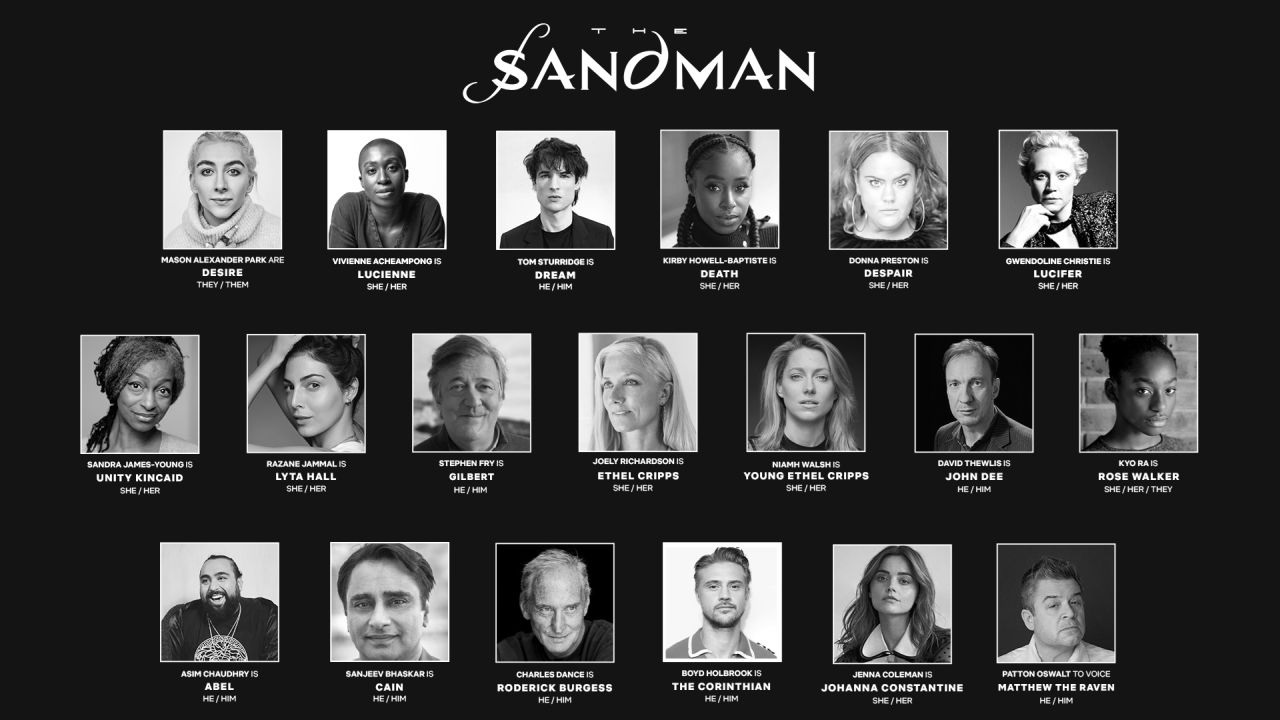 THE
SANDMAN
MASON ALEXANDER PARK ARE
DESIRE
THEY / THEM
VIVIENNE ACHEAMPONG IS
LUCIENNE
SHE / HER
TOM STURRIDGE IS
DREAM
HE / HIM
KIRBY HOWELL-BAPTISTE IS
DEATH
SHE / HER
DONNA PRESTON IS
DESPAIR
SHE / HER
GWENDOLINE CHRISTIE IS
LUCIFER
SHE / HER
SANDRA JAMES-YOUNG IS
UNITY KINCAID
SHE / HER
RAZANE JAMMAL IS
LYTA HALL
SHE / HER
STEPHEN FRY IS
GILBERT
HE / HIM
JOELY RICHARDSON IS
ETHEL CRIPPS
SHE / HER
NIAMH WALSH IS
YOUNG ETHEL CRIPPS
SHE / HER
DAVID THEWLIS IS
JOHN DEE
HE / HIM
KYO RA IS
ROSE WALKER
SHE / HER / THEY
ASIM CHAUDHRY IS
ABEL
HE / HIM
SANJEEV BHASKAR IS
CAIN
HE / HIM
CHARLES DANCE IS
RODERICK BURGESS
HE / HIM
BOYD HOLBROOK IS
THE CORINTHIAN
HE / HIM
JENNA COLEMAN IS
JOHANNA CONSTANTINE
SHE / HER
PATTON OSWALT TO VOICE
MATTHEW THE RAVEN
HE / HIM